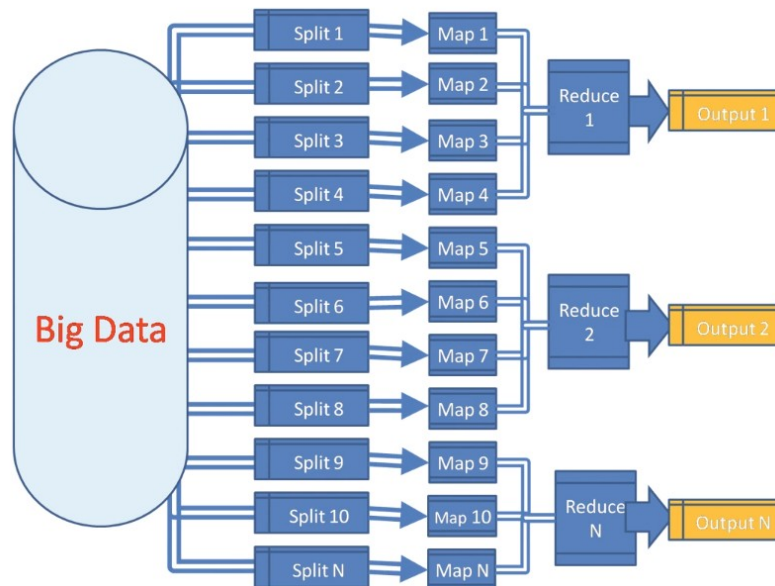 Big Data
Split 1
Map 1
Split 2
Map 2
Split 3
Map 3
Split 4
Map 4
Reduce
1
Output 1
Split 5
Map 5
Split 6
Map 6
Split 7
Map 7
Split 8
Map 8
Reduce
2
Output 2
Split 9
Map 9
Split 10
Map 10
Split N
Map N
Reduce
N
Output N